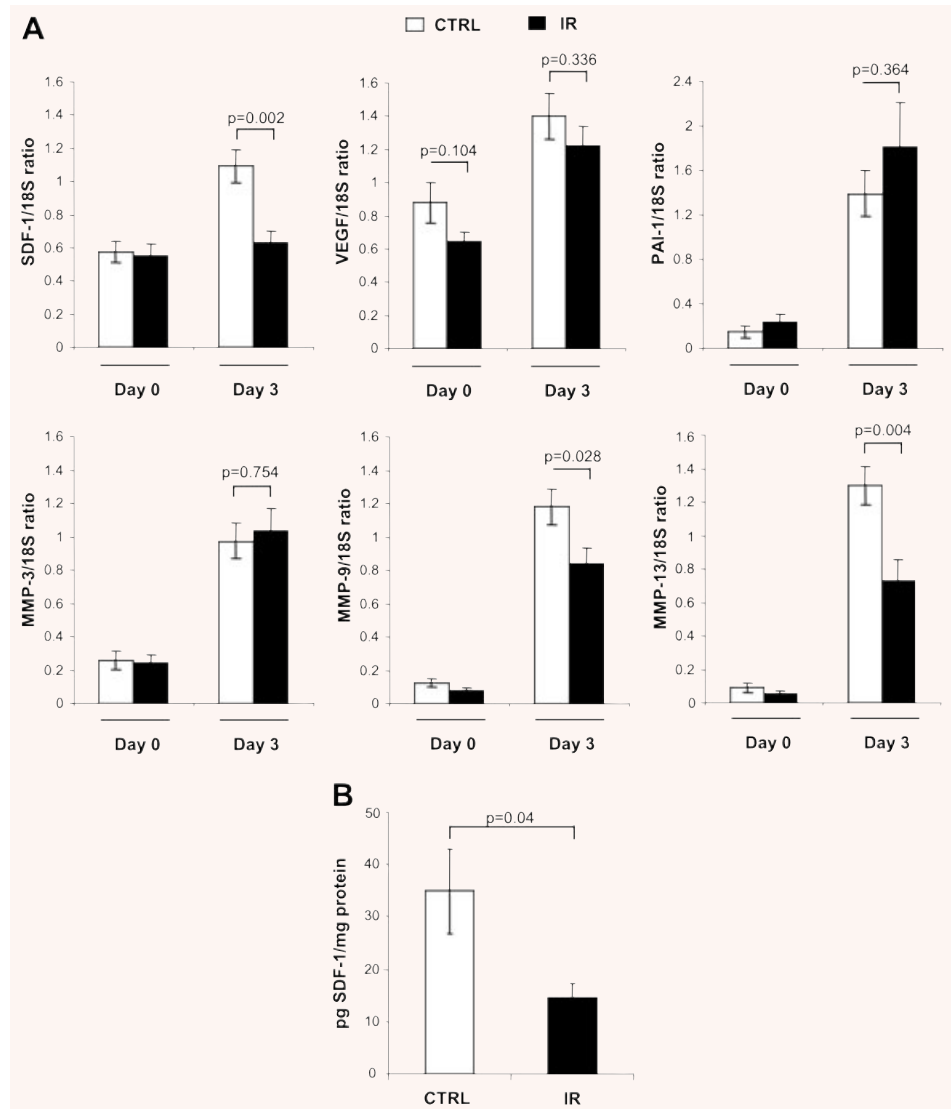 A
CTRL IR
SDF-1/18S ratio
1.6
1.4
1.2
1
0.8
0.6
0.4
0.2
0
p=0.002
Day 0 Day 3
VEGF/18S ratio
1.6
1.4
1.2
1
0.8
0.6
0.4
0.2
0
p=0.104
p=0.336
Day 0 Day 3
PAI-1/18S ratio
2.4
2
1.6
1.2
0.8
0.4
0
p=0.364
Day 0 Day 3
MMP-3/18S ratio
1.6
1.4
1.2
1
0.8
0.6
0.4
0.2
0
p=0.754
Day 0 Day 3
MMP-9/18S ratio
1.6
1.4
1.2
1
0.8
0.6
0.4
0.2
0
p=0.028
Day 0 Day 3
MMP-13/18S ratio
1.6
1.4
1.2
1
0.8
0.6
0.4
0.2
0
p=0.004
Day 0 Day 3
B
pg SDF-1/mg protein
50
40
30
20
10
0
p=0.04
CTRL IR